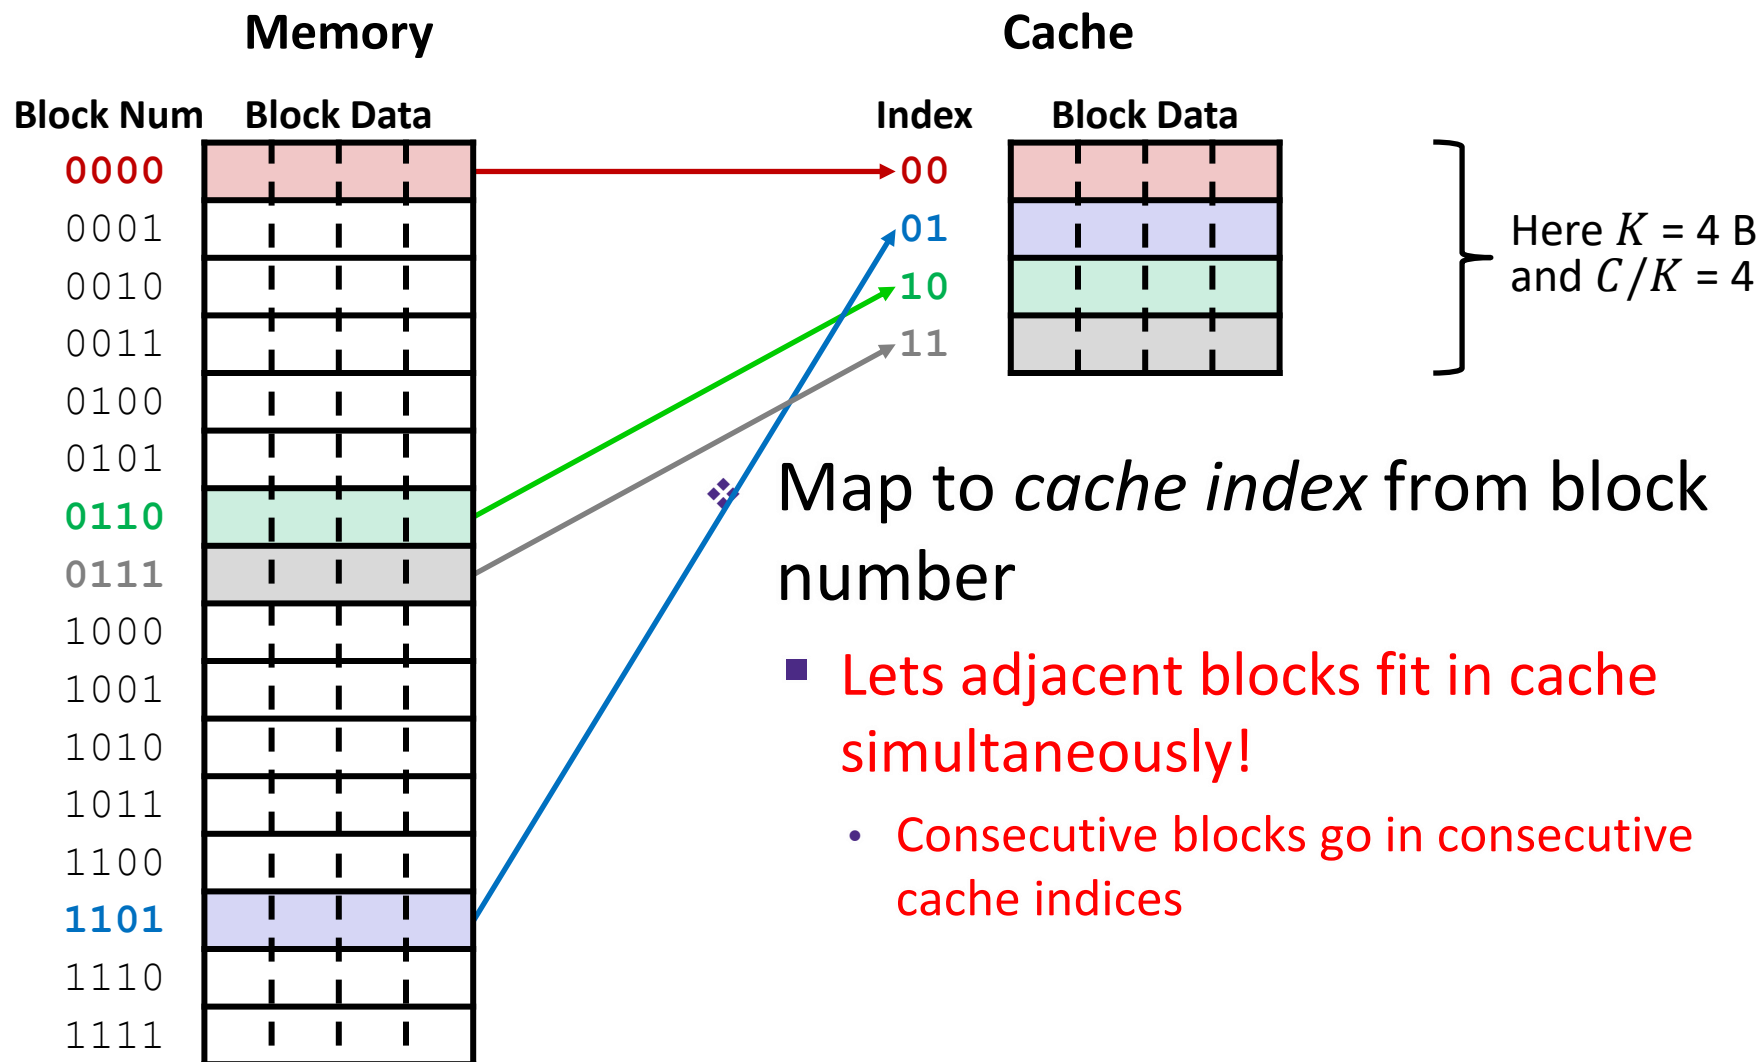 Memory Cache
Block Num Block Data Index Block Data
0000 00
0001 01
0010 10
0011 11
0100
0101
0110
0111
1000
1001
1010
1011
1100
1101
1110
1111
Here K = 4 B
and C/K = 4
Map to cache index from block
number
Lets adjacent blocks fit in cache
simultaneously!
Consecutive blocks go in consecutive
cache indices